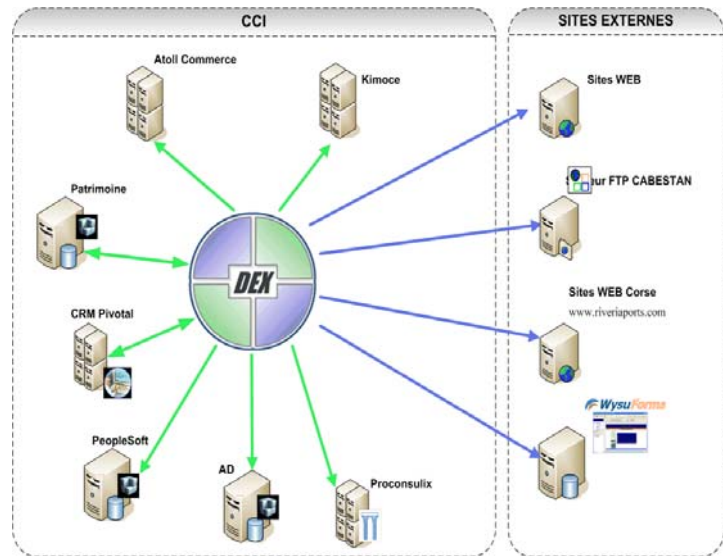 CCI
SITES EXTERNES
Atoll Commerce
Kimoce
Sites WEB
Patrimoine
ur FTP CABESTAN
DEX
CRM Pivotal
Sites WEB Corse
www.riveriaports.com
WysuForma
PeopleSoft
AD
Proconsulix